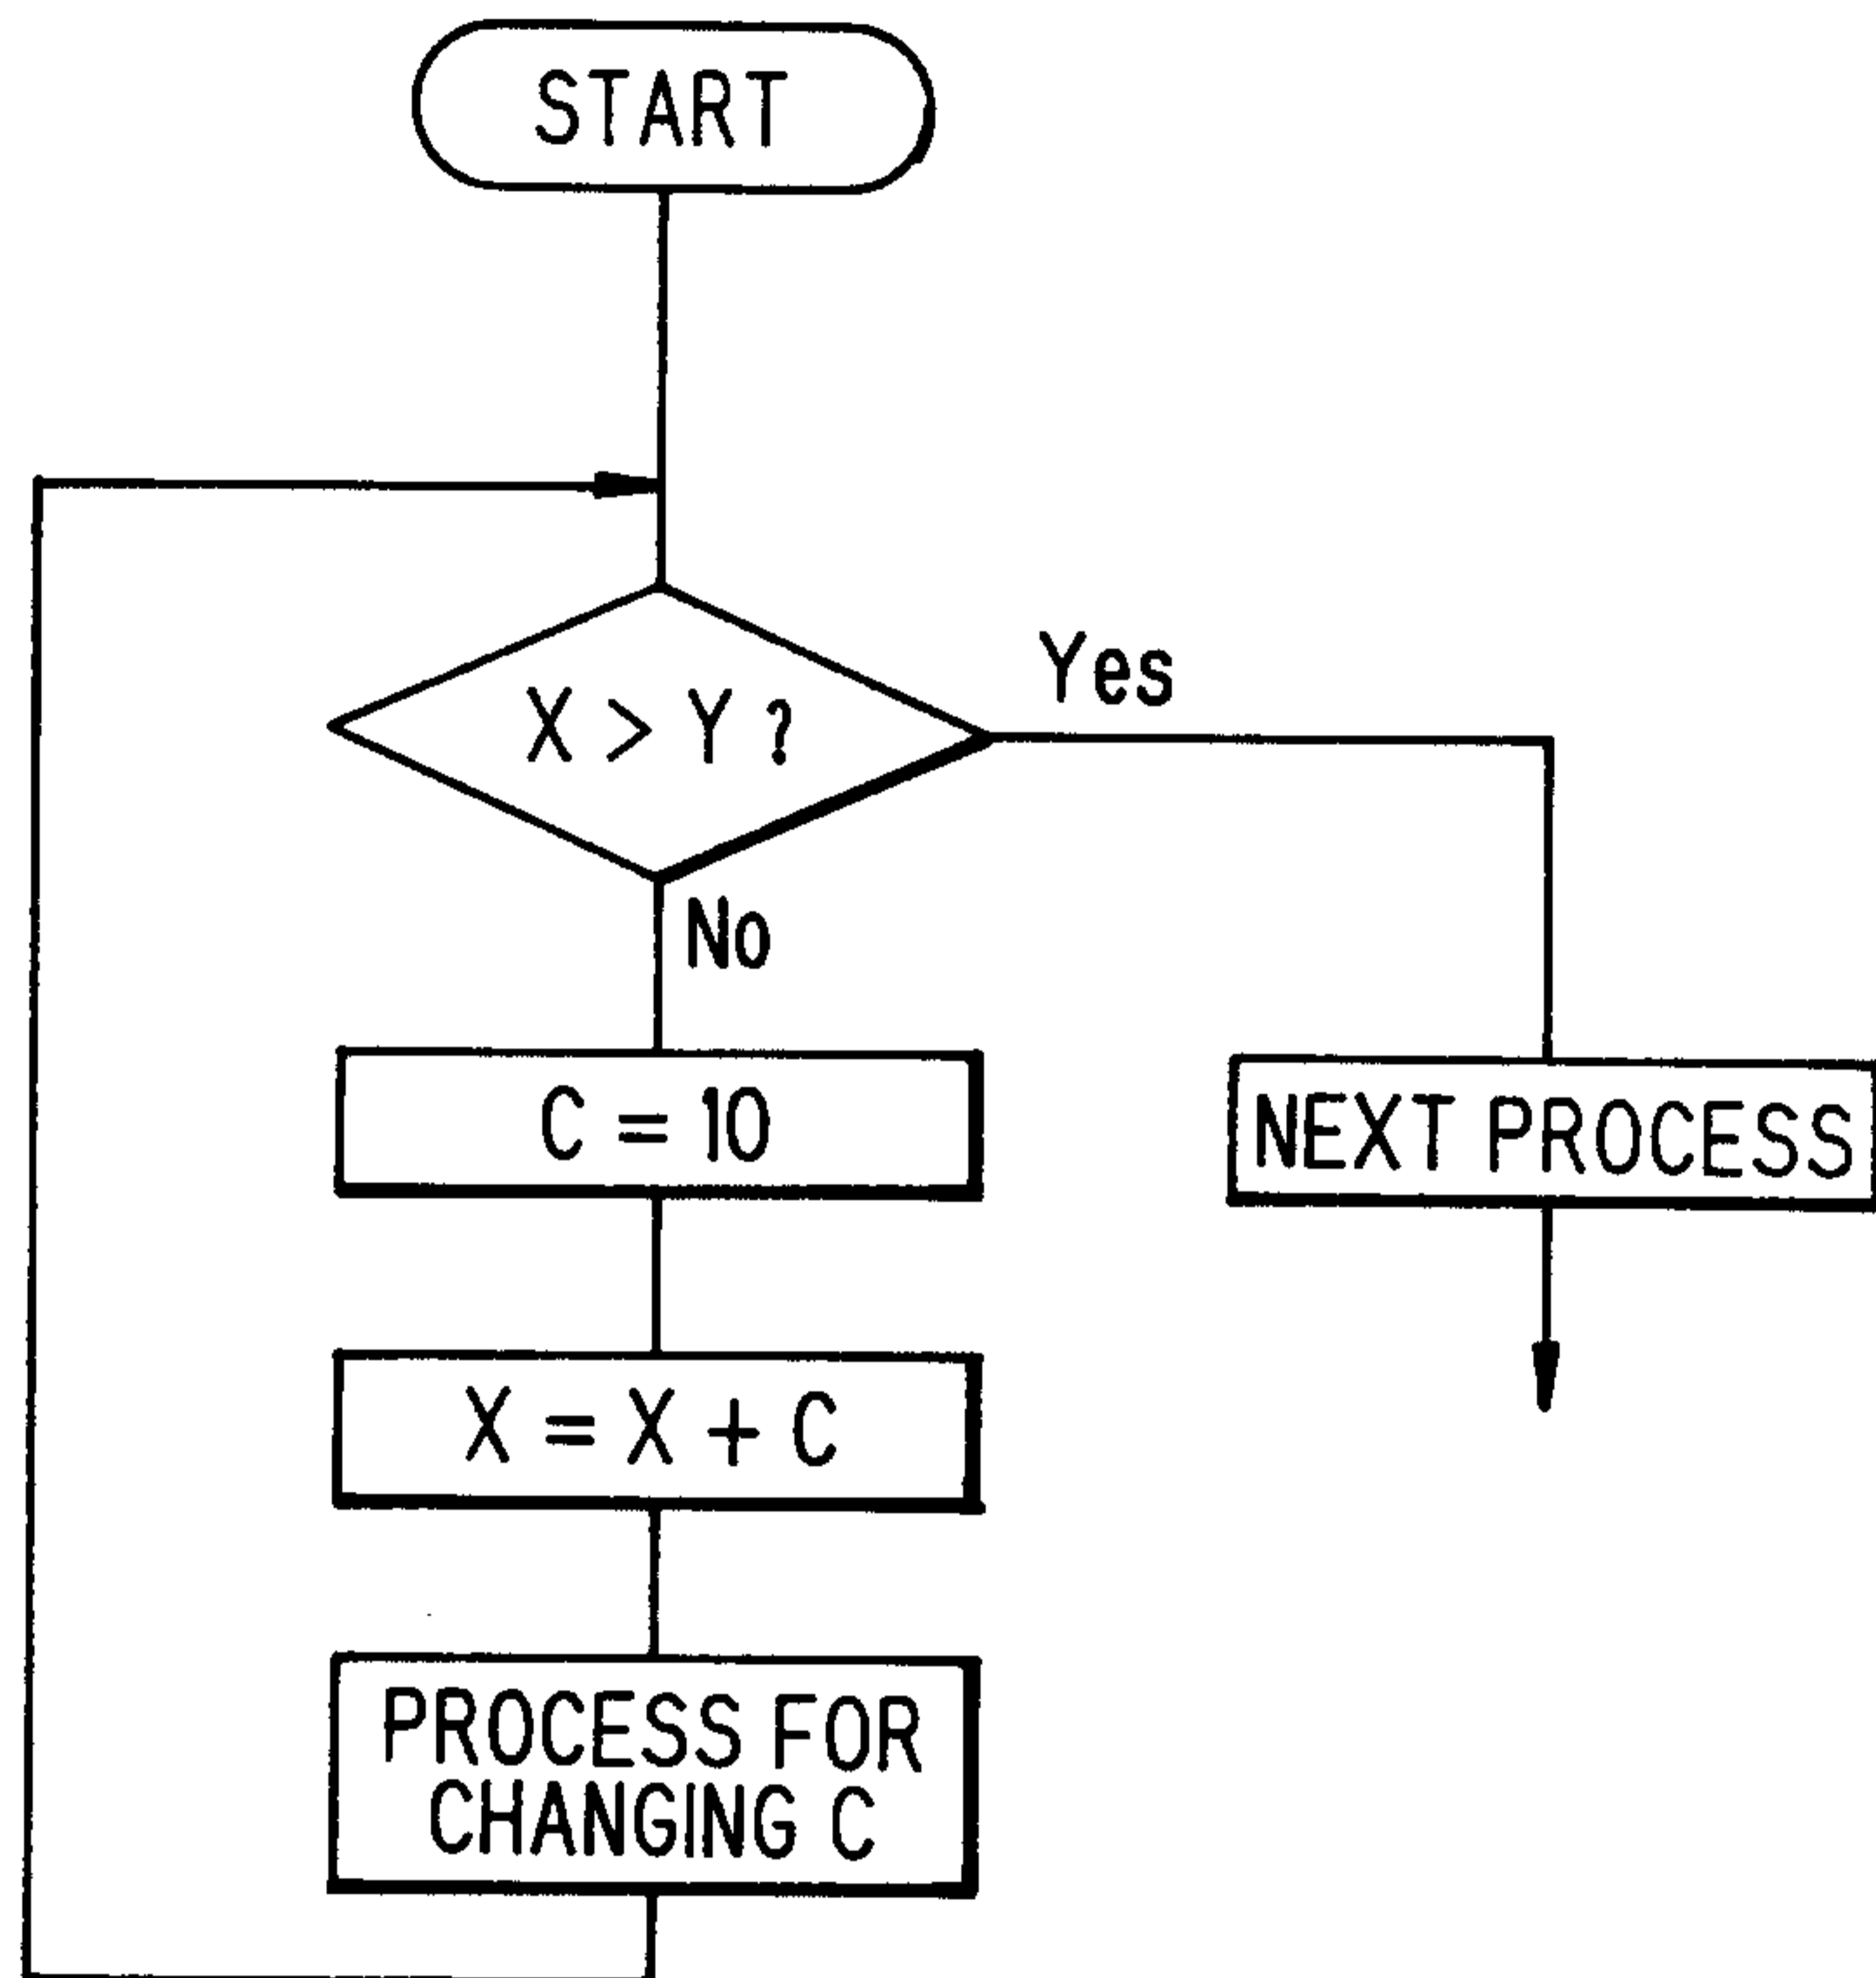 START
X > Y ?
Yes
No
C = 10
NEXT PROCESS
X = X + C
PROCESS FOR
CHANGING C